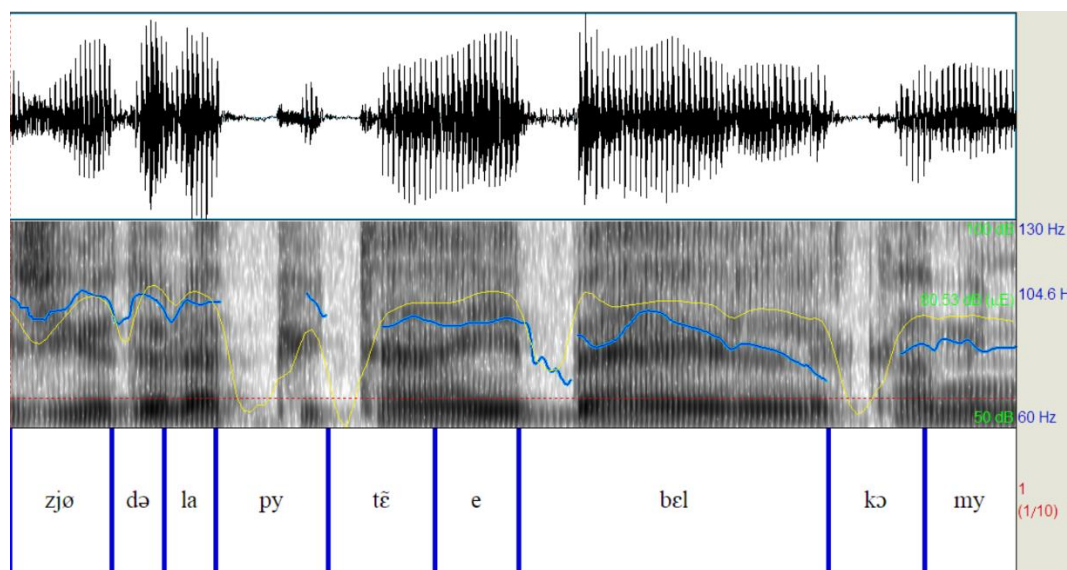 100 dB
130 Hz
104.6 H
80.53 dB (µE)
50 dB
60 Hz
zjø də la py tɛ̃ e bɛl kɔ my
1
(1/10)